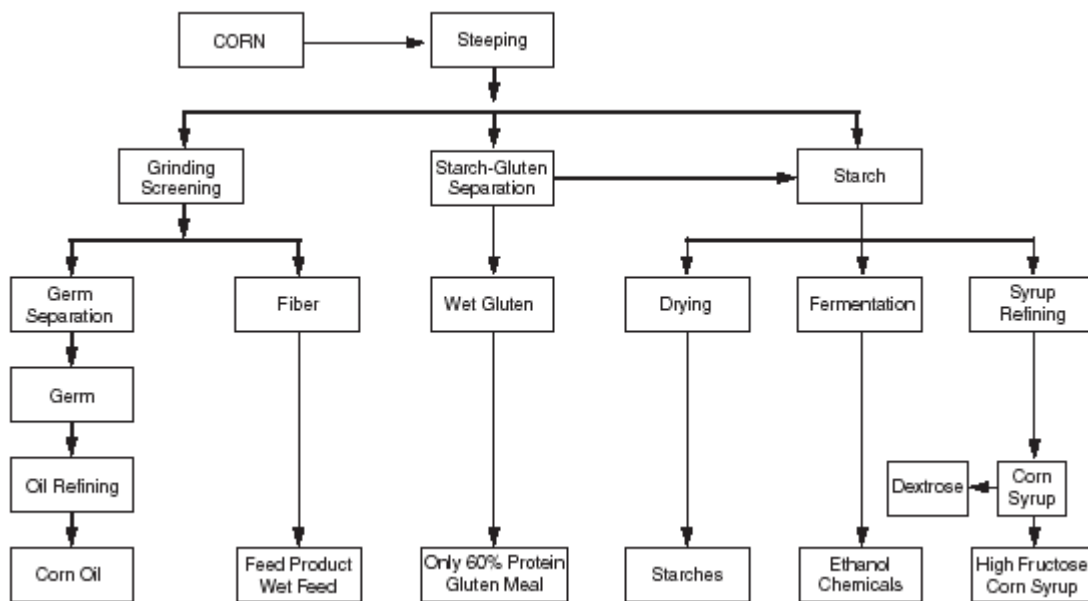 CORN
Steeping
Grinding
Screening
Starch-Gluten
Separation
Starch
Germ
Separation
Fiber
Wet Gluten
Drying
Fermentation
Syrup
Refining
Germ
Oil Refining
Dextrose
Corn
Syrup
Corn Oil
Feed Product
Wet Feed
Only 60% Protein
Gluten Meal
Starches
Ethanol
Chemicals
High Fructose
Corn Syrup